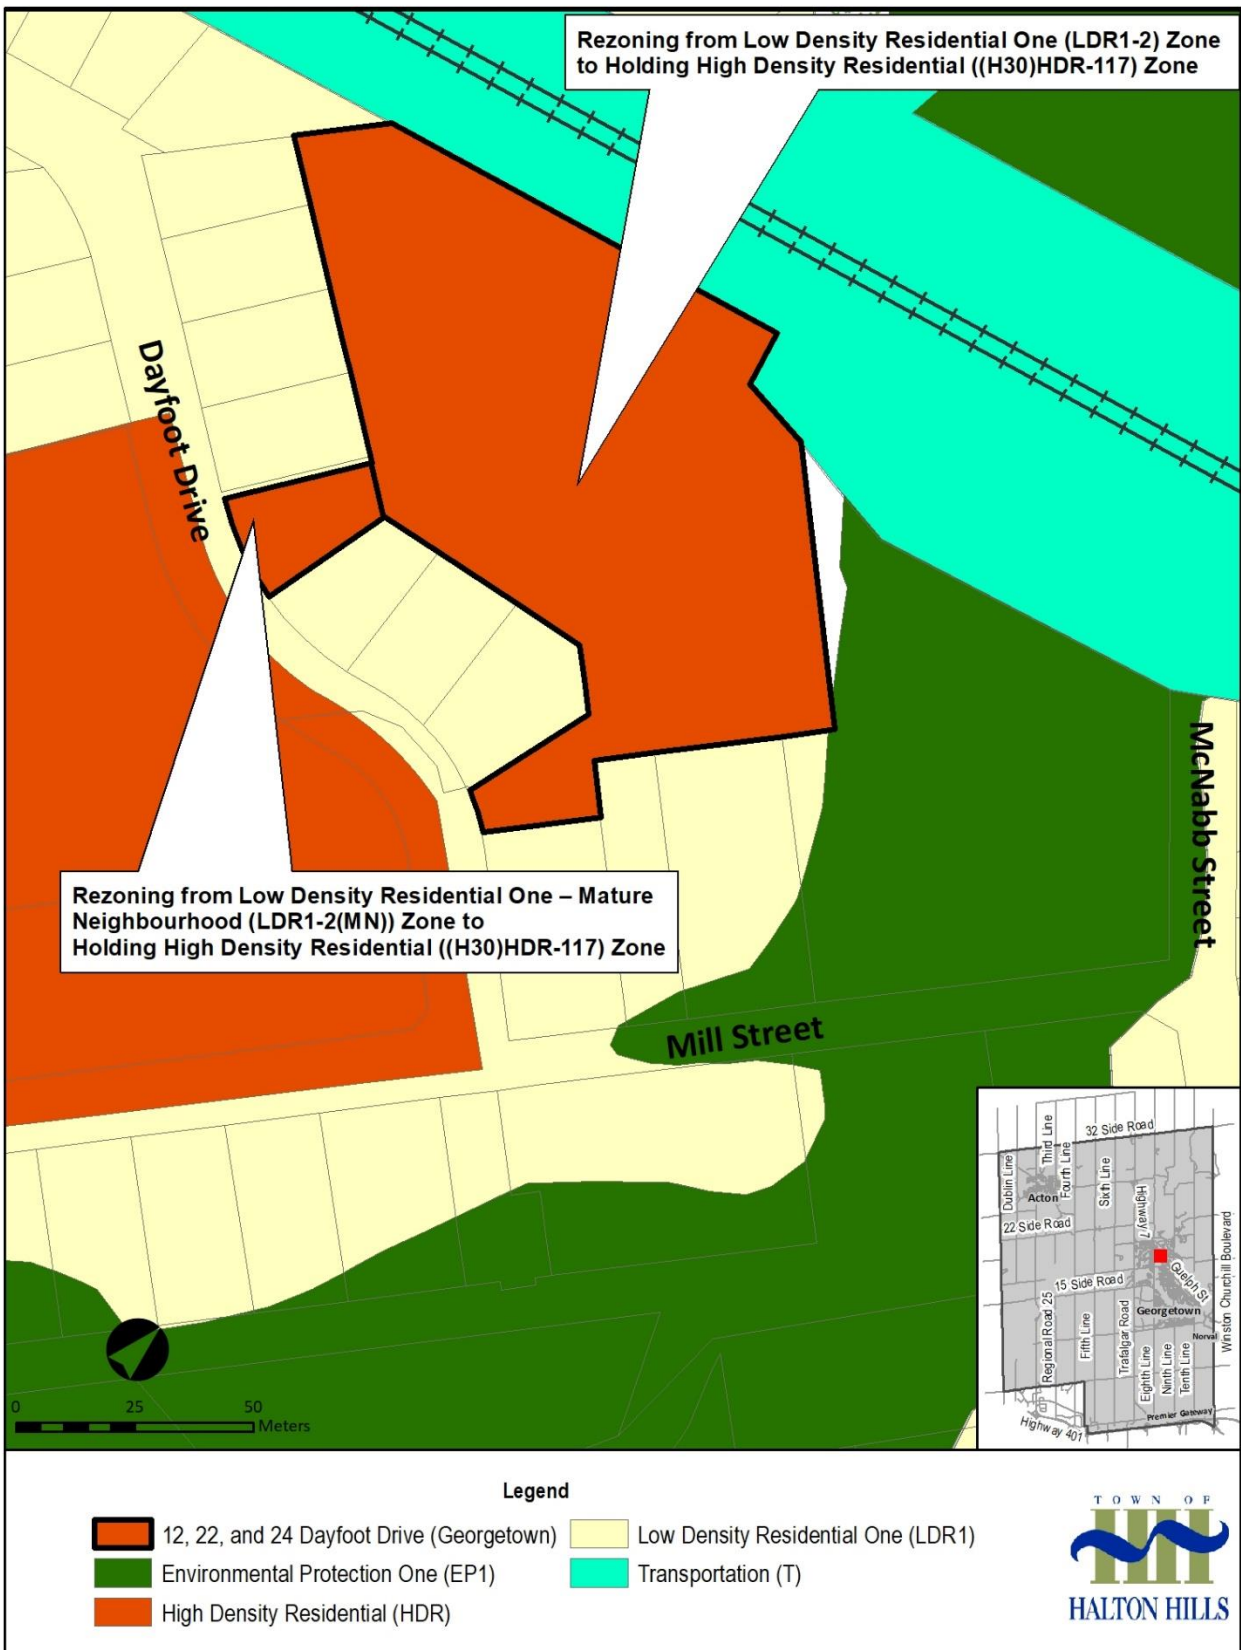 Rezoning from Low Density Residential One (LDR1-2) Zone
to Holding High Density Residential ((H30)HDR-117) Zone
Dayfoot Drive
McNabb Street
Rezoning from Low Density Residential One – Mature
Neighbourhood (LDR1-2(MN)) Zone to
Holding High Density Residential ((H30)HDR-117) Zone
Mill Street
32 Side Road
Third Line
Dublin Line
Fourth Line
Sixth Line
Highway 7
Acton
22 Side Road
Guelph St
Winston Churchill Boulevard
15 Side Road
Georgetown
Regional Road 25
Fifth Line
Trafalgar Road
Eighth Line
Ninth Line
Tenth Line
Norval
Premier Gateway
Highway 401
0 25 50
Meters
Legend
12, 22, and 24 Dayfoot Drive (Georgetown)
Low Density Residential One (LDR1)
Environmental Protection One (EP1)
Transportation (T)
High Density Residential (HDR)
TOWN OF
HALTON HILLS